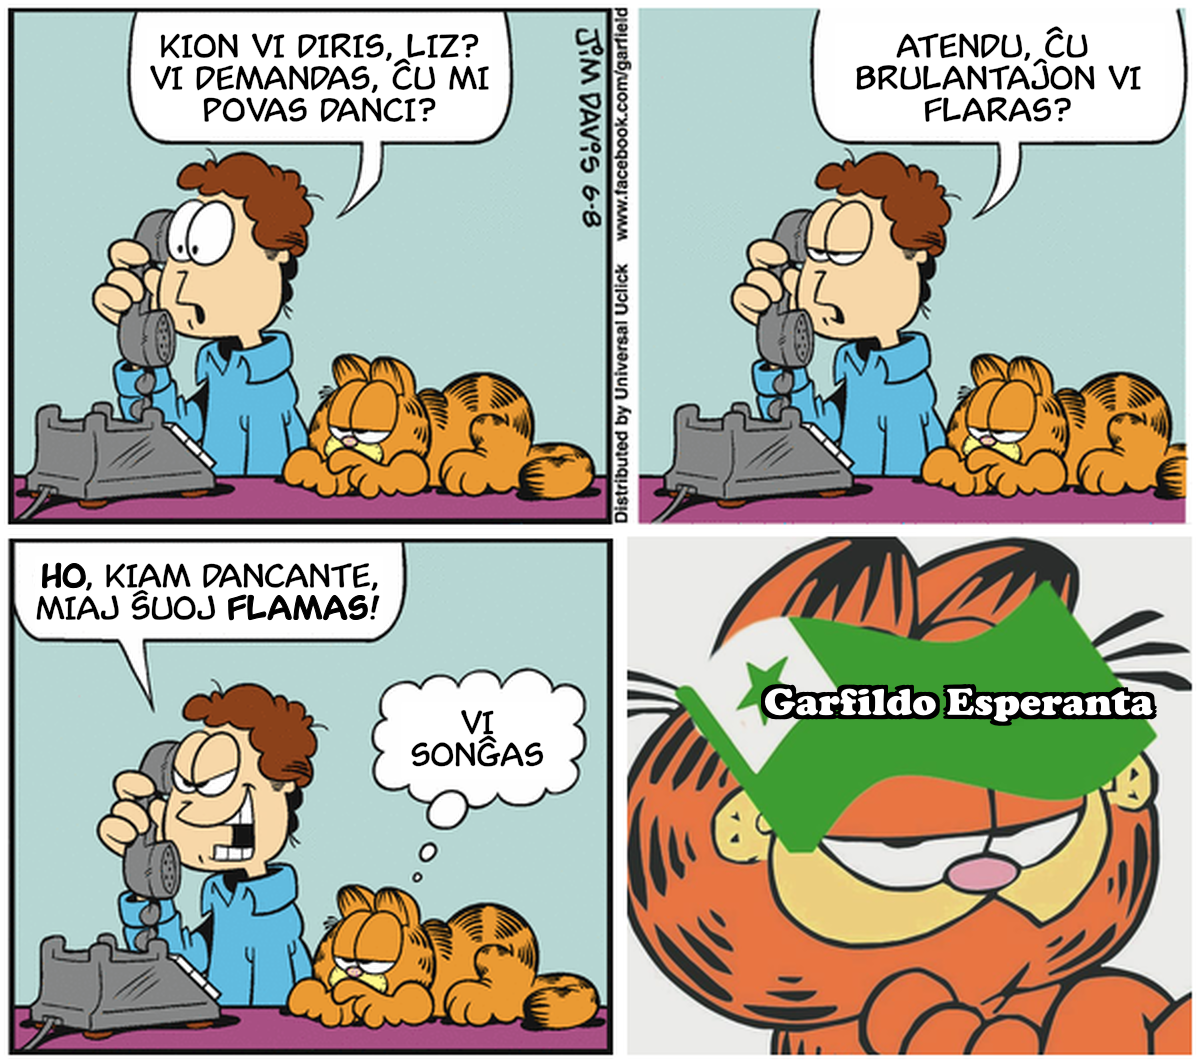 KION VI DIRIS, LIZ?
VI DEMANDAS, ĈU MI
POVAS DANCI?
JIM DAVIS 6-8
Distributed by Universal Uclick www.facebook.com/garfield
ATENDU, ĈU
BRULANTAĴON VI
FLARAS?
HO, KIAM DANCANTE,
MIAJ ŜUOJ FLAMAS!
VI
SONĜAS
Garfildo Esperanta